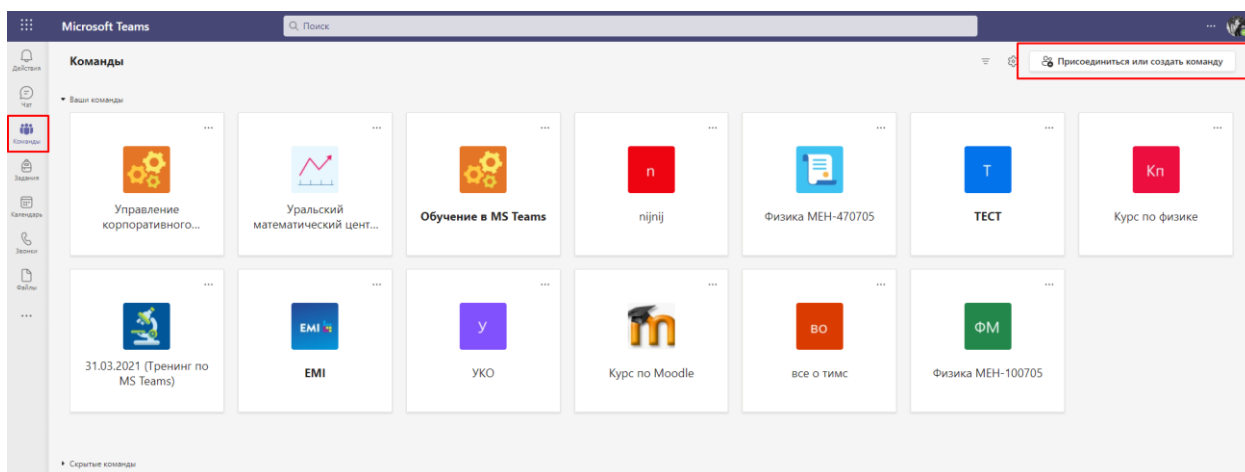 Microsoft Teams
Поиск
Действия
Команды
Присоединиться или создать команду
Чат
Ваши команды
Команды
Задания
Календарь
Звонки
Файлы
Управление корпоративного...
Уральский математический цент...
Обучение в MS Teams
n
nijnij
Физика МЕН-470705
Т
ТЕСТ
Кп
Курс по физике
31.03.2021 (Тренинг по MS Teams)
EMI
EMI
У
УКО
m
Курс по Moodle
во
все о тимс
ФМ
Физика МЕН-100705
Скрытые команды